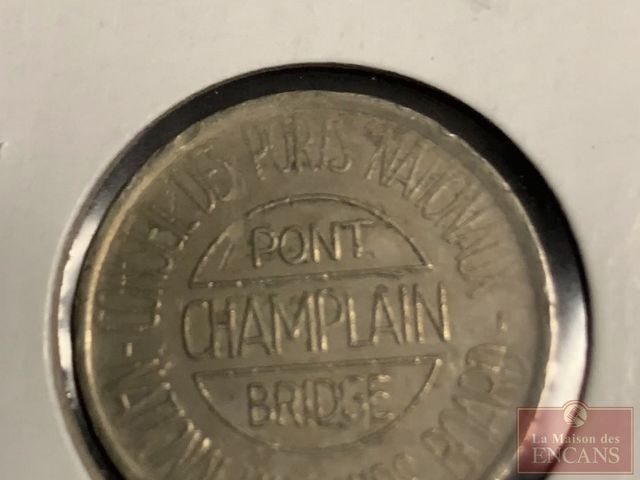 CONSEIL DES PORTS NATIONAUX
PONT
CHAMPLAIN
BRIDGE
BOARD
La Maison des
ENCANS